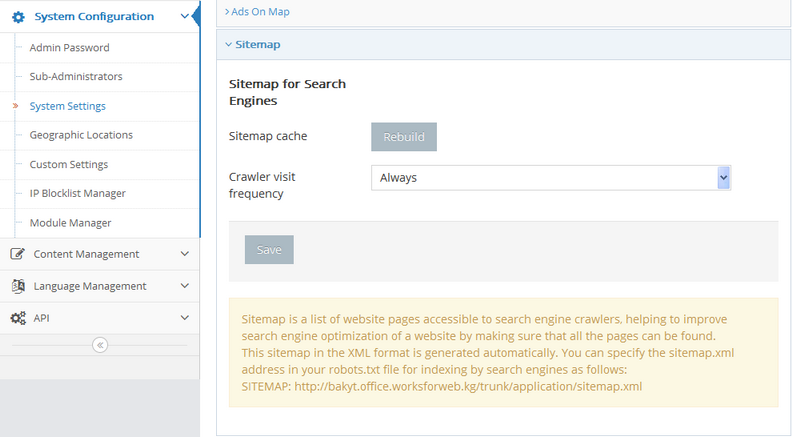 System Configuration
Admin Password
Sub-Administrators
System Settings
Geographic Locations
Custom Settings
IP Blocklist Manager
Module Manager
Content Management
Language Management
API
Ads On Map
Sitemap
Sitemap for Search
Engines
Sitemap cache
Rebuild
Crawler visit
frequency
Always
Save
Sitemap is a list of website pages accessible to search engine crawlers, helping to improve
search engine optimization of a website by making sure that all the pages can be found.
This sitemap in the XML format is generated automatically. You can specify the sitemap.xml
address in your robots.txt file for indexing by search engines as follows:
SITEMAP: http://bakyt.office.worksforweb.kg/trunk/application/sitemap.xml